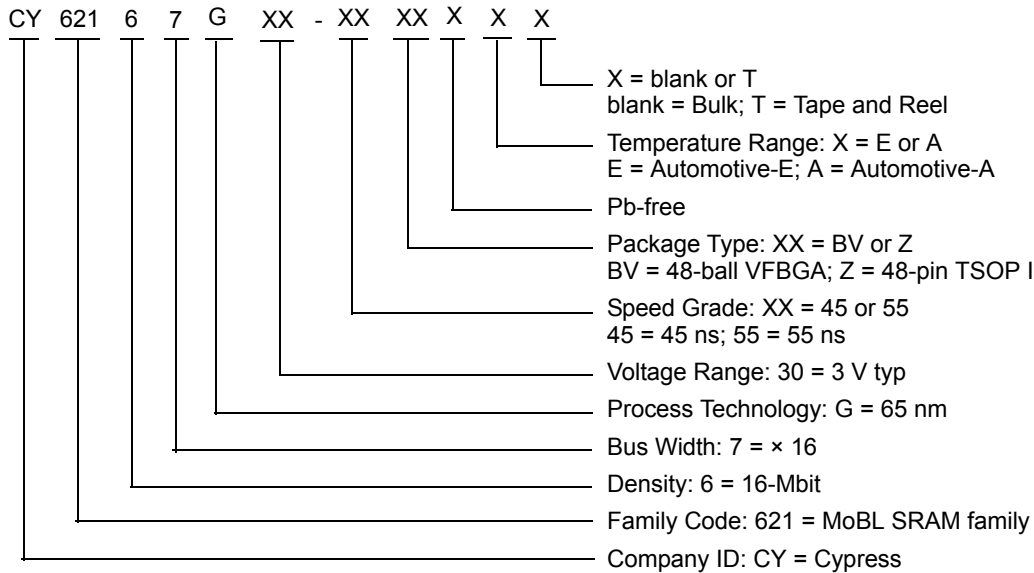 CY 621 6 7 G XX - XX XX X X X
X = blank or T
blank = Bulk; T = Tape and Reel
Temperature Range: X = E or A
E = Automotive-E; A = Automotive-A
Pb-free
Package Type: XX = BV or Z
BV = 48-ball VFBGA; Z = 48-pin TSOP I
Speed Grade: XX = 45 or 55
45 = 45 ns; 55 = 55 ns
Voltage Range: 30 = 3 V typ
Process Technology: G = 65 nm
Bus Width: 7 = × 16
Density: 6 = 16-Mbit
Family Code: 621 = MoBL SRAM family
Company ID: CY = Cypress